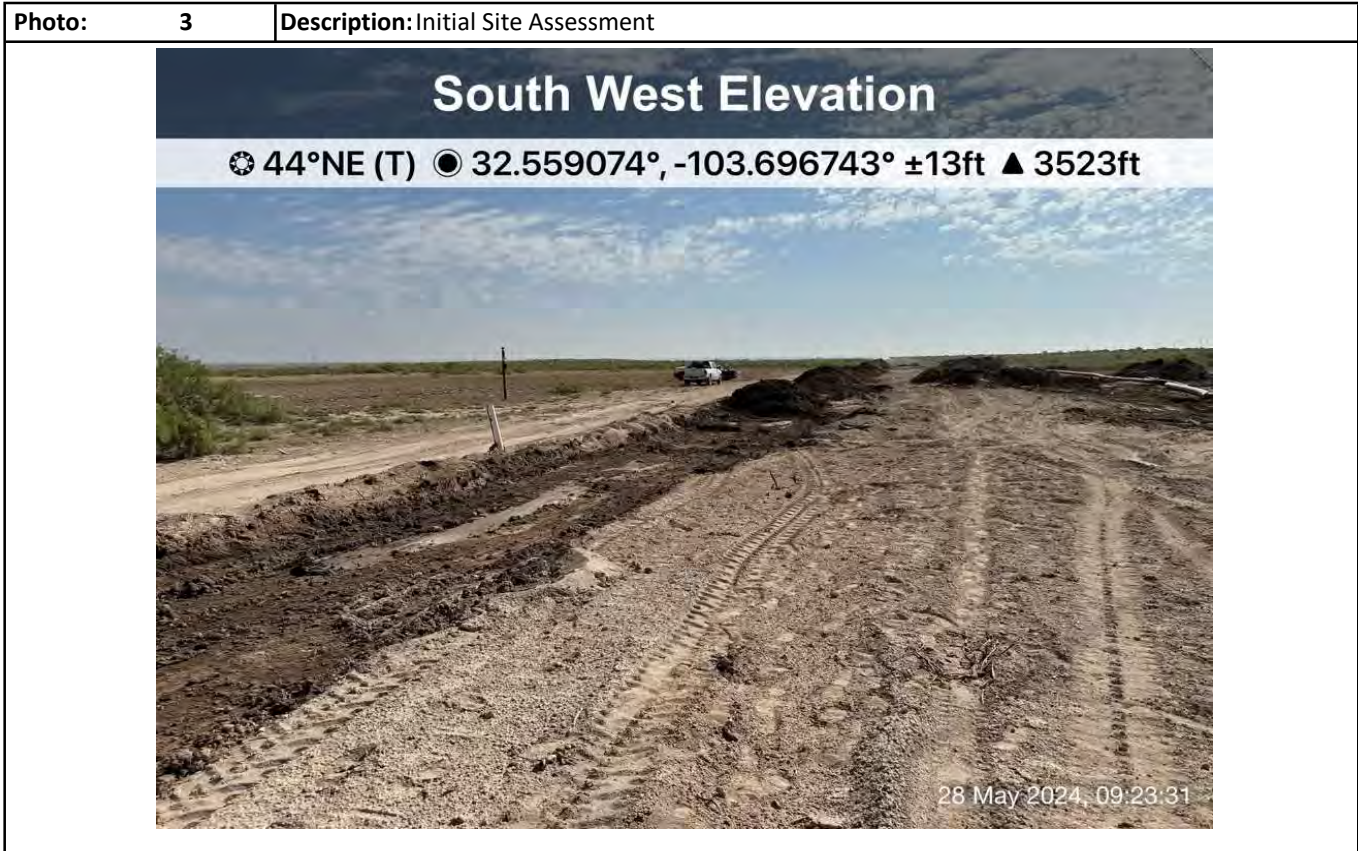 Photo: 3 Description: Initial Site Assessment
South West Elevation
44°NE (T) 32.559074°, -103.696743° ±13ft ▲ 3523ft
28 May 2024, 09:23:31